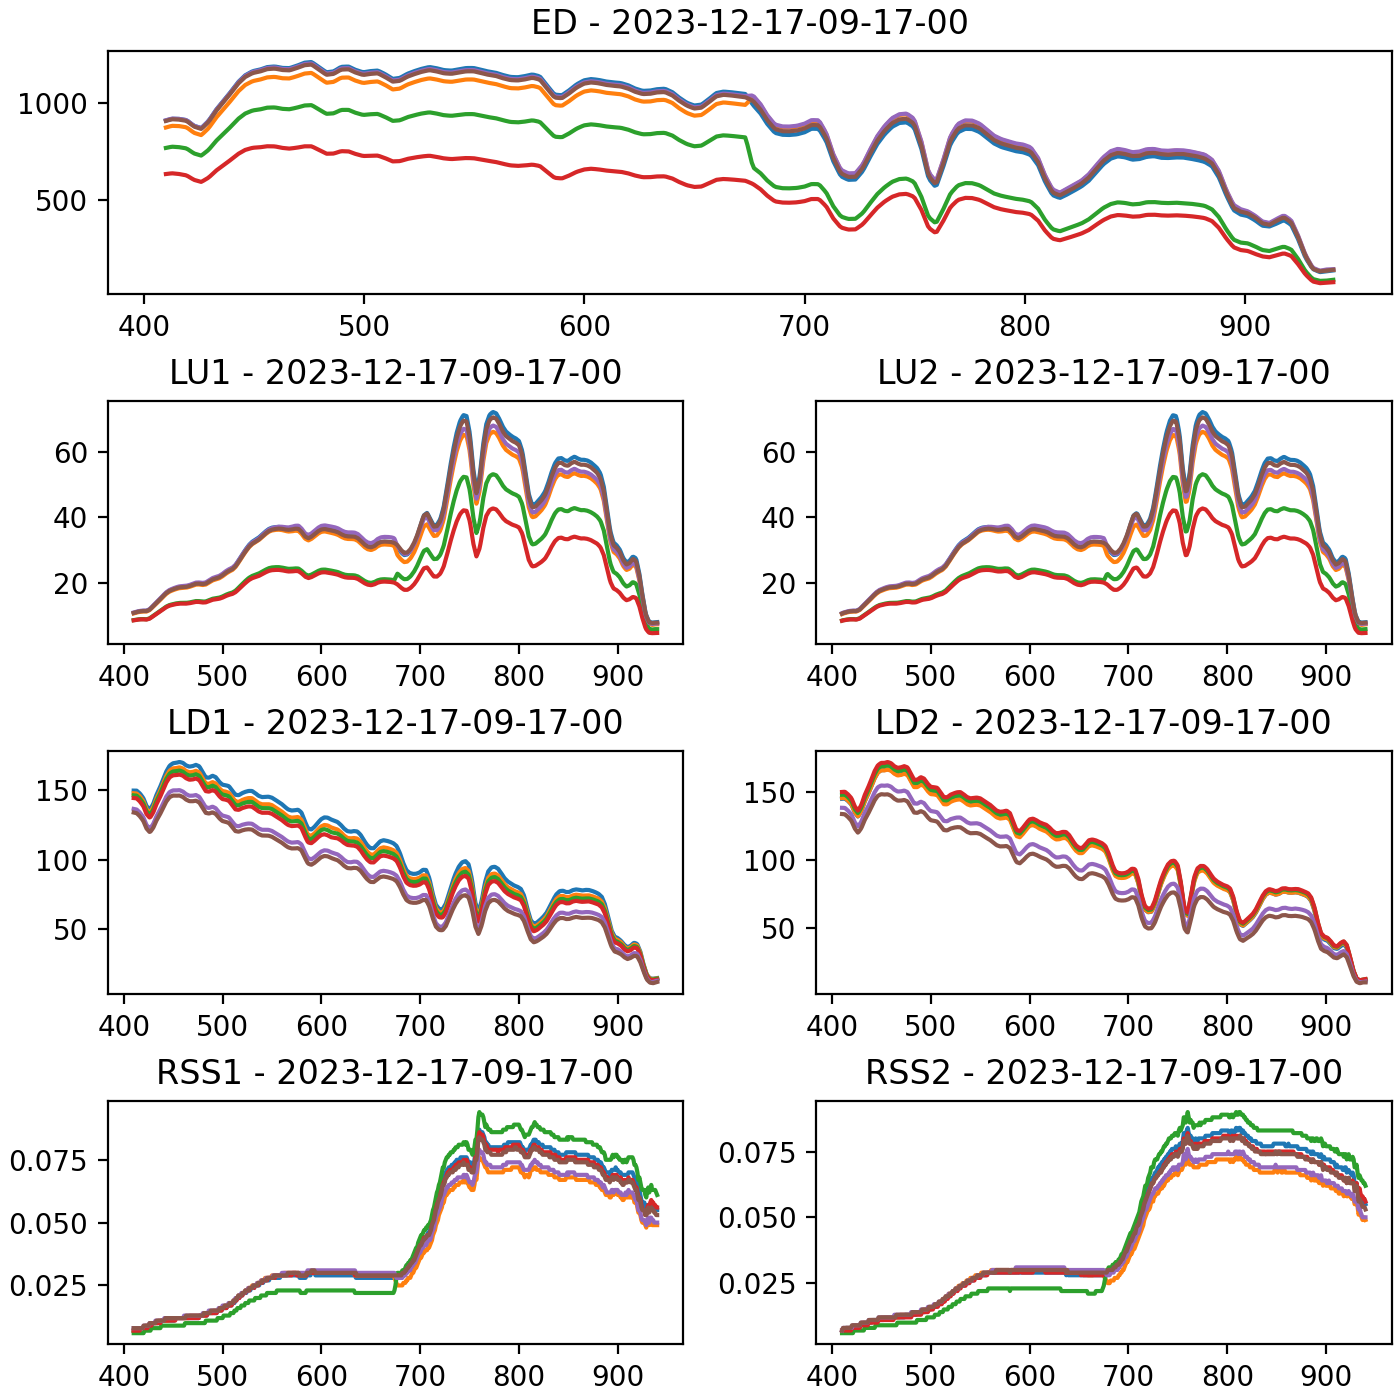 ED - 2023-12-17-09-17-00
1000
500
400 500 600 700 800 900
LU1 - 2023-12-17-09-17-00
LU2 - 2023-12-17-09-17-00
60
40
20
400 500 600 700 800 900
60
40
20
400 500 600 700 800 900
LD1 - 2023-12-17-09-17-00
LD2 - 2023-12-17-09-17-00
150
100
50
400 500 600 700 800 900
150
100
50
400 500 600 700 800 900
RSS1 - 2023-12-17-09-17-00
RSS2 - 2023-12-17-09-17-00
0.075
0.050
0.025
400 500 600 700 800 900
0.075
0.050
0.025
400 500 600 700 800 900